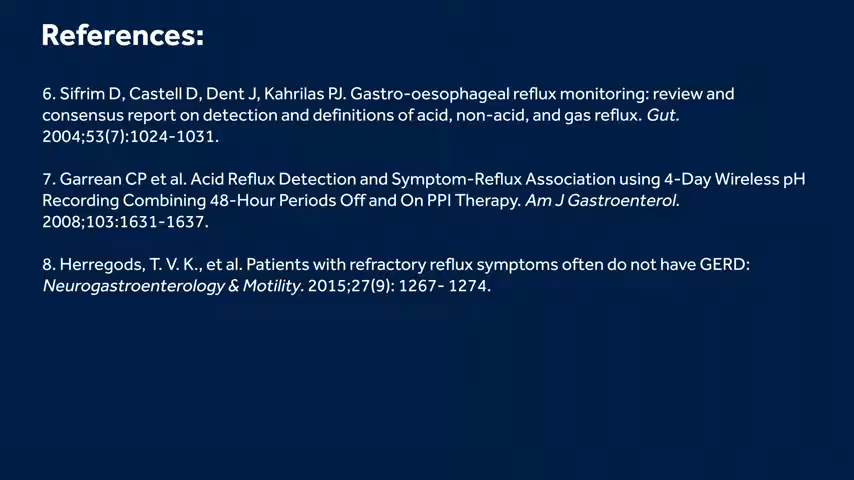 References:
6. Sifrim D, Castell D, Dent J, Kahrilas PJ. Gastro-oesophageal reflux monitoring: review and
consensus report on detection and definitions of acid, non-acid, and gas reflux. Gut.
2004;53(7):1024-1031.
7. Garrean CP et al. Acid Reflux Detection and Symptom-Reflux Association using 4-Day Wireless pH
Recording Combining 48-Hour Periods Off and On PPI Therapy. Am J Gastroenterol.
2008;103:1631-1637.
8. Herregods, T. V. K., et al. Patients with refractory reflux symptoms often do not have GERD:
Neurogastroenterology & Motility. 2015;27(9): 1267- 1274.